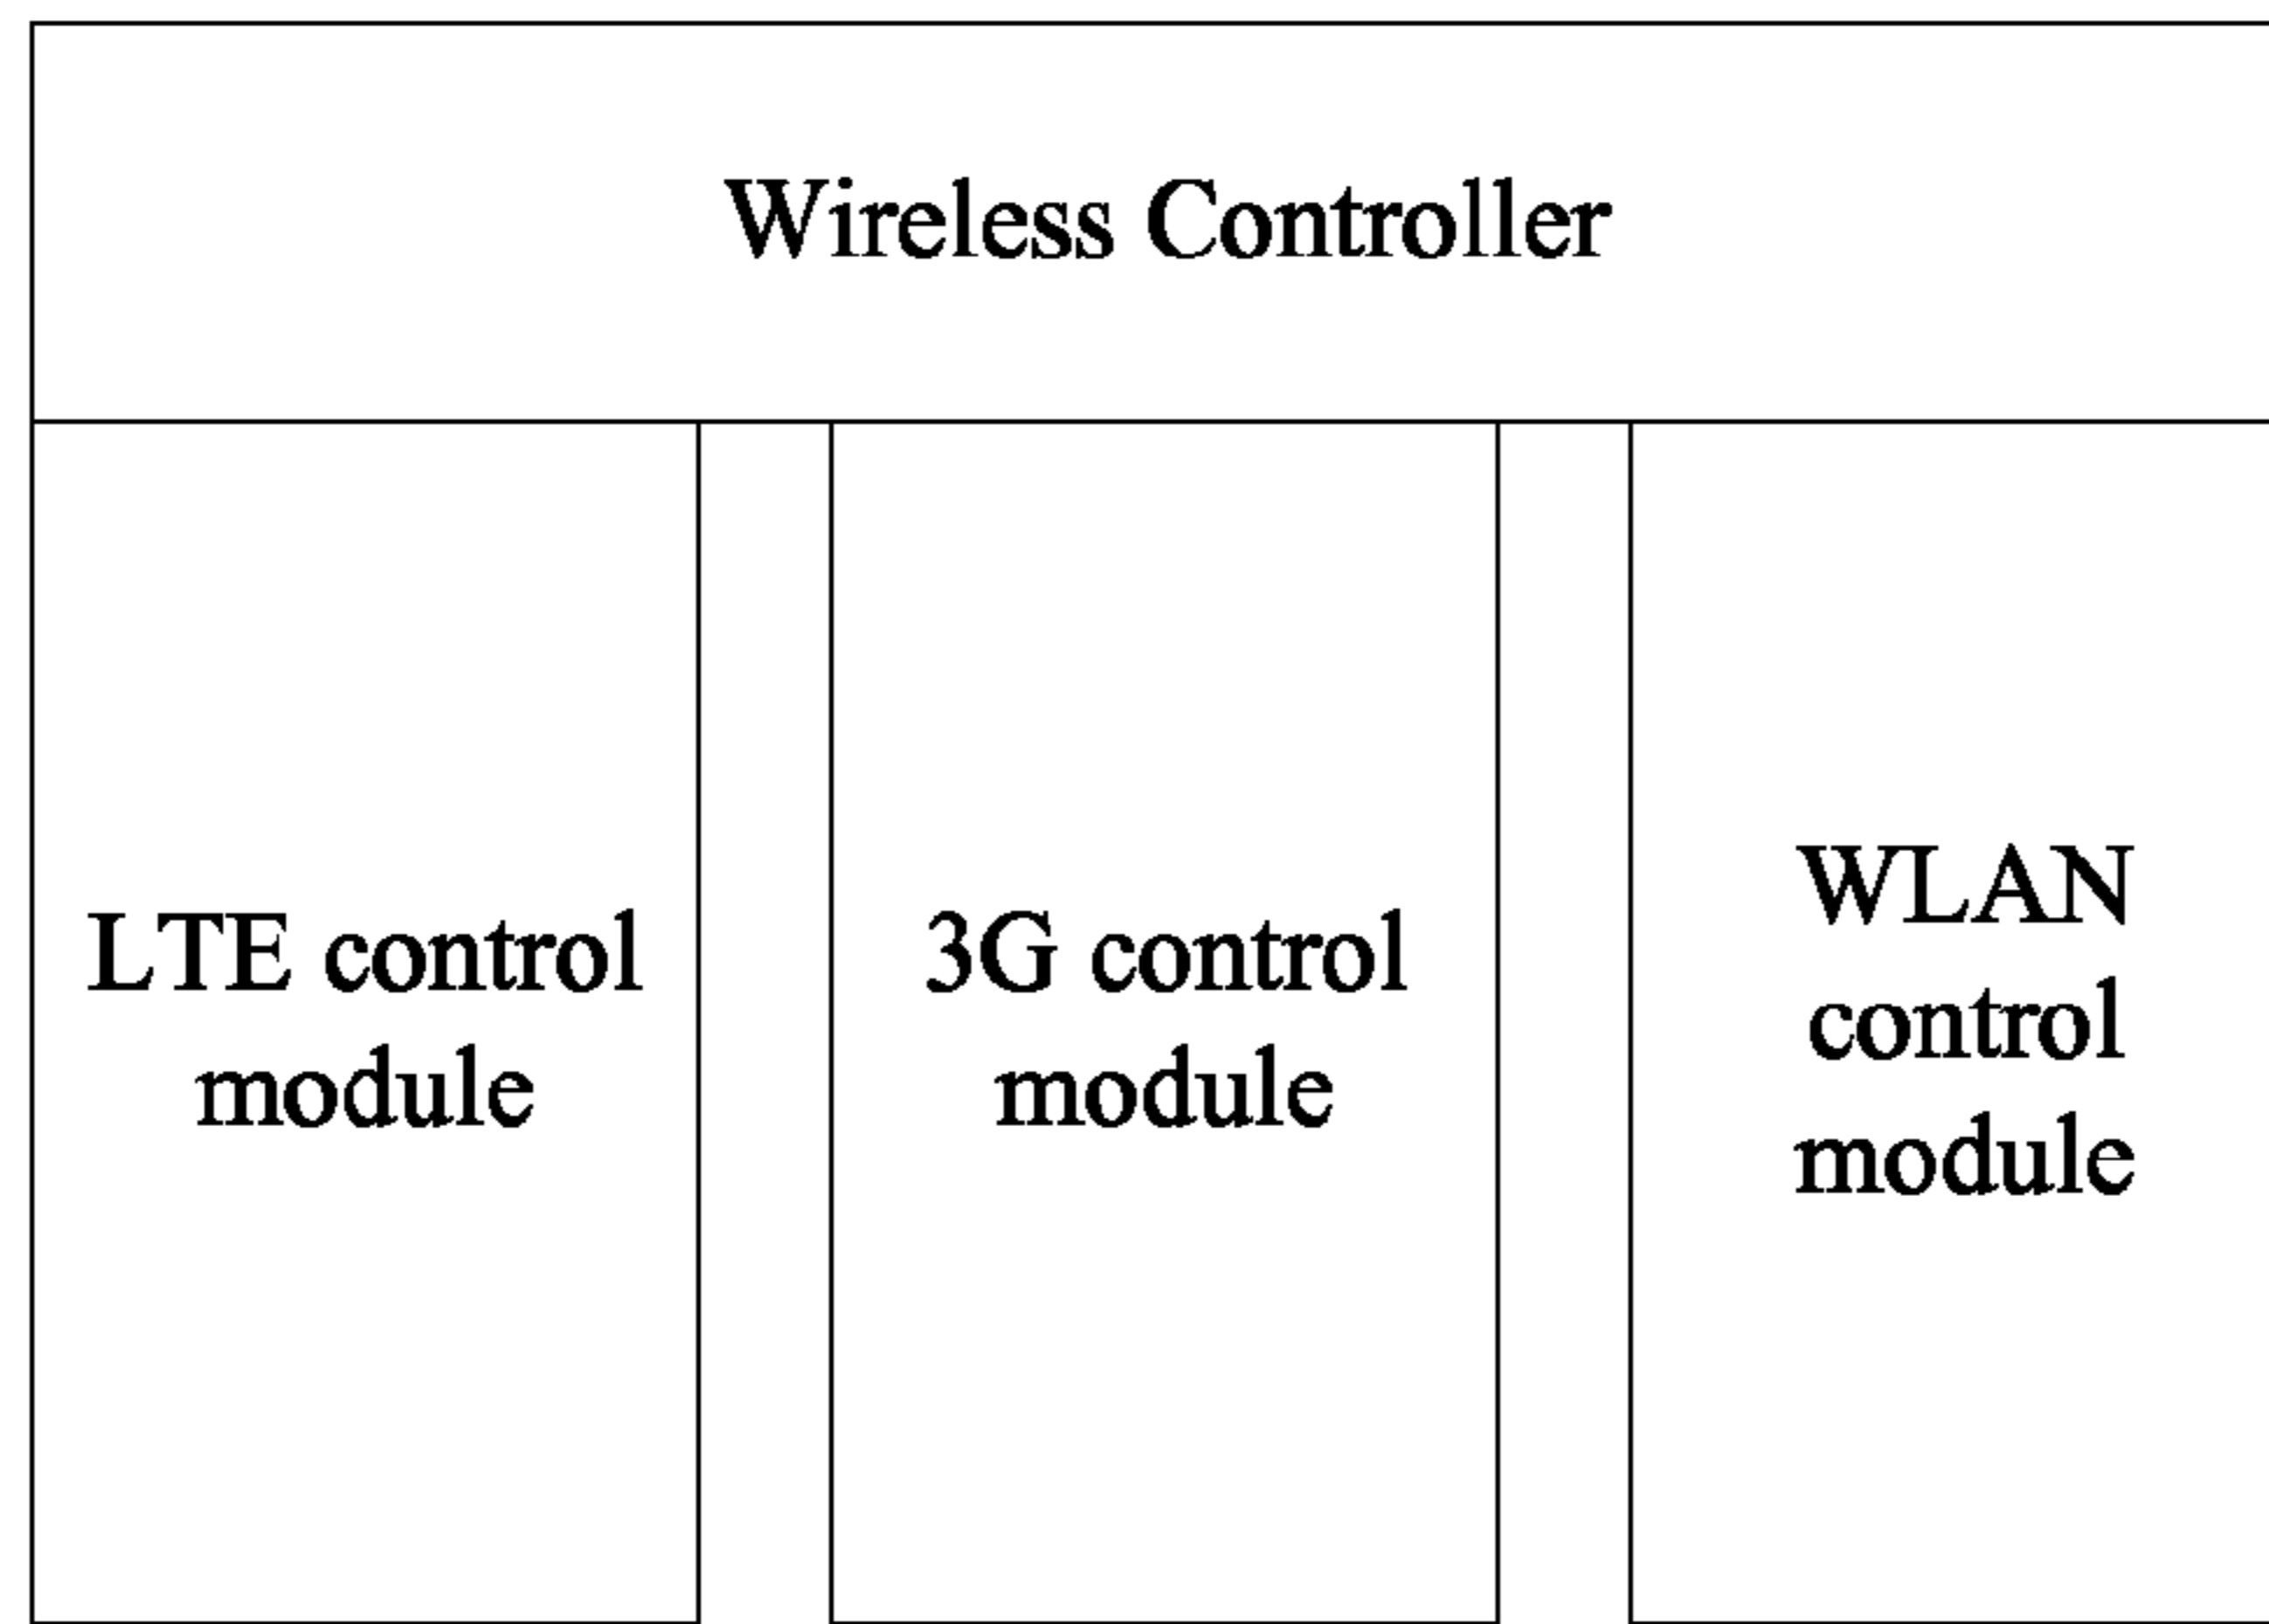 Wireless Controller
LTE control
module
3G control
module
WLAN
control
module